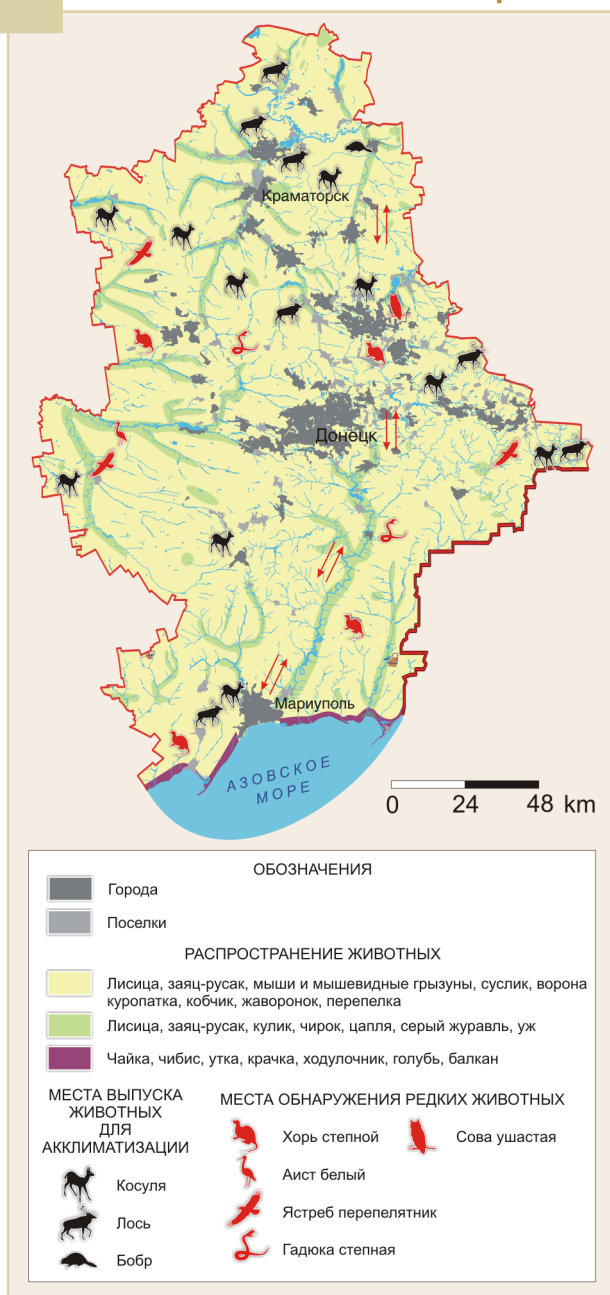 Краматорск
Донецк
Мариуполь
АЗОВСКОЕ
МОРЕ
0 24 48 km
ОБОЗНАЧЕНИЯ
Города
Поселки
РАСПРОСТРАНЕНИЕ ЖИВОТНЫХ
Лисица, заяц-русак, мыши и мышевидные грызуны, суслик, ворона
куропатка, кобчик, жаворонок, перепелка
Лисица, заяц-русак, кулик, чирок, цапля, серый журавль, уж
Чайка, чибис, утка, крачка, ходулочник, голубь, балкан
МЕСТА ВЫПУСКА
ЖИВОТНЫХ
ДЛЯ
АККЛИМАТИЗАЦИИ
Косуля
Лось
Бобр
МЕСТА ОБНАРУЖЕНИЯ РЕДКИХ ЖИВОТНЫХ
Хорь степной
Сова ушастая
Аист белый
Ястреб перепелятник
Гадюка степная